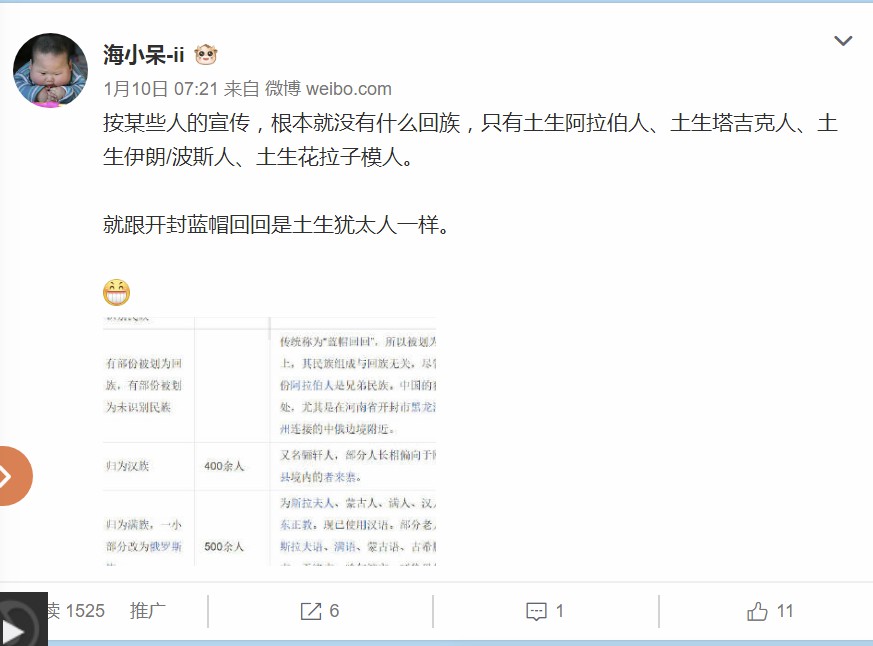 海小呆-ii
1月10日 07:21 来自 微博 weibo.com
按某些人的宣传，根本就没有什么回族，只有土生阿拉伯人、土生塔吉克人、土
生伊朗/波斯人、土生花拉子模人。
就跟开封蓝帽回回是土生犹太人一样。
传统称为“蓝帽回回”，所以被划为
有部份被划为回
上，其民族组成与回族无关，尽管
族，有部份被划
份阿拉伯人是兄弟民族。中国的
为未识别民族
处，尤其是在河南省开封市黑龙
州连接的中俄边境附近。
归为汉族
400余人
又名骊轩人，部分人长相偏向于
县境内的者来寨。
为斯拉夫人、蒙古人、满人、汉
归为满族，一小
东正教。现已使用汉语。部分老
部分改为俄罗斯
500余人
斯拉夫语、满语、蒙古语、古希
读 1525
推广
6
1
11